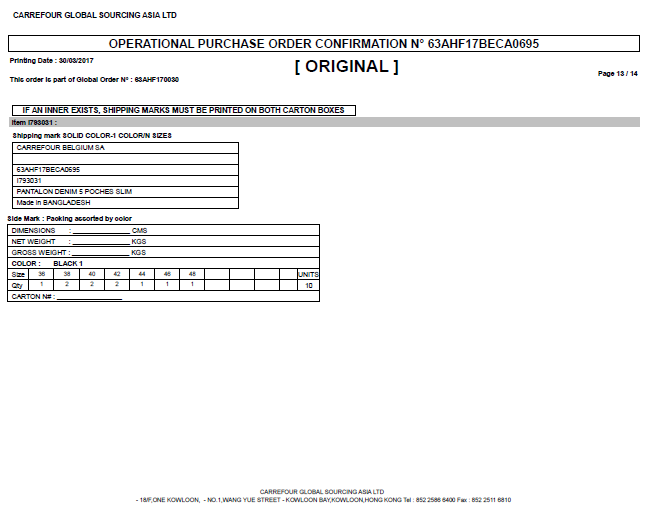 CARREFOUR GLOBAL SOURCING ASIA LTD
OPERATIONAL PURCHASE ORDER CONFIRMATION N° 63AHF17BECA0695
Printing Date : 30/03/2017
[ ORIGINAL ]
Page 13 / 14
This order is part of Global Order N° : 63AHF170030
IF AN INNER EXISTS, SHIPPING MARKS MUST BE PRINTED ON BOTH CARTON BOXES
Item I793031 :
Shipping mark SOLID COLOR-1 COLOR/N SIZES
CARREFOUR BELGIUM SA
63AHF17BECA0695
I793031
PANTALON DENIM 5 POCHES SLIM
Made in BANGLADESH
Side Mark : Packing assorted by color
DIMENSIONS : ______________ CMS
NET WEIGHT : ______________ KGS
GROSS WEIGHT : ______________ KGS
COLOR : BLACK 1
Size 36 38 40 42 44 46 48 UNITS
Qty 1 2 2 2 1 1 1 10
CARTON N# : ________________
CARREFOUR GLOBAL SOURCING ASIA LTD
- 18/F,ONE KOWLOON, - NO.1,WANG YUE STREET - KOWLOON BAY,KOWLOON,HONG KONG Tel : 852 2586 6400 Fax : 852 2511 6810